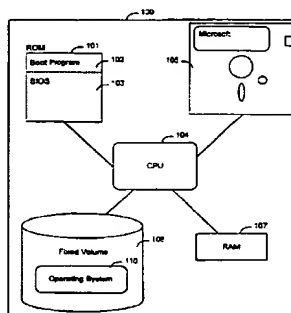 100
ROM
101
Boot Program
102
BIOS
103
Microsoft
105
104
CPU
Fixed Volume
110
Operating System
107
RAM